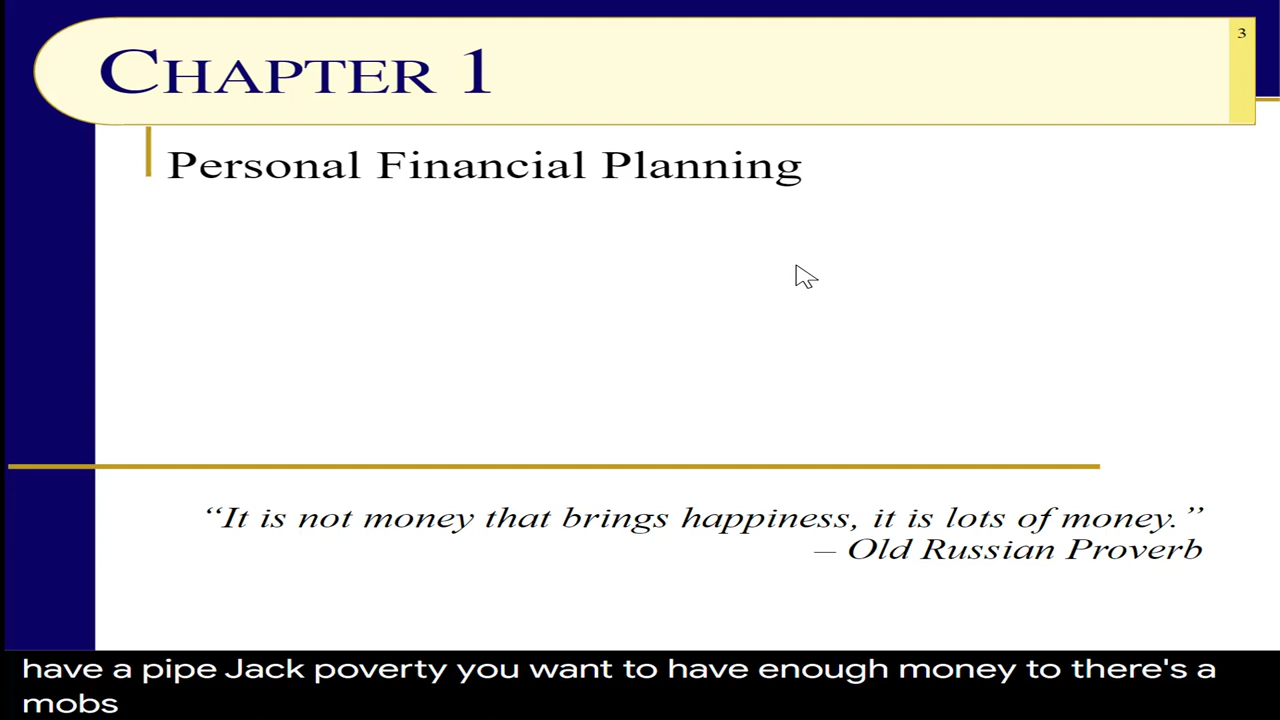 3
CHAPTER 1
Personal Financial Planning
“It is not money that brings happiness, it is lots of money.”
– Old Russian Proverb
have a pipe Jack poverty you want to have enough money to there's a
mobs